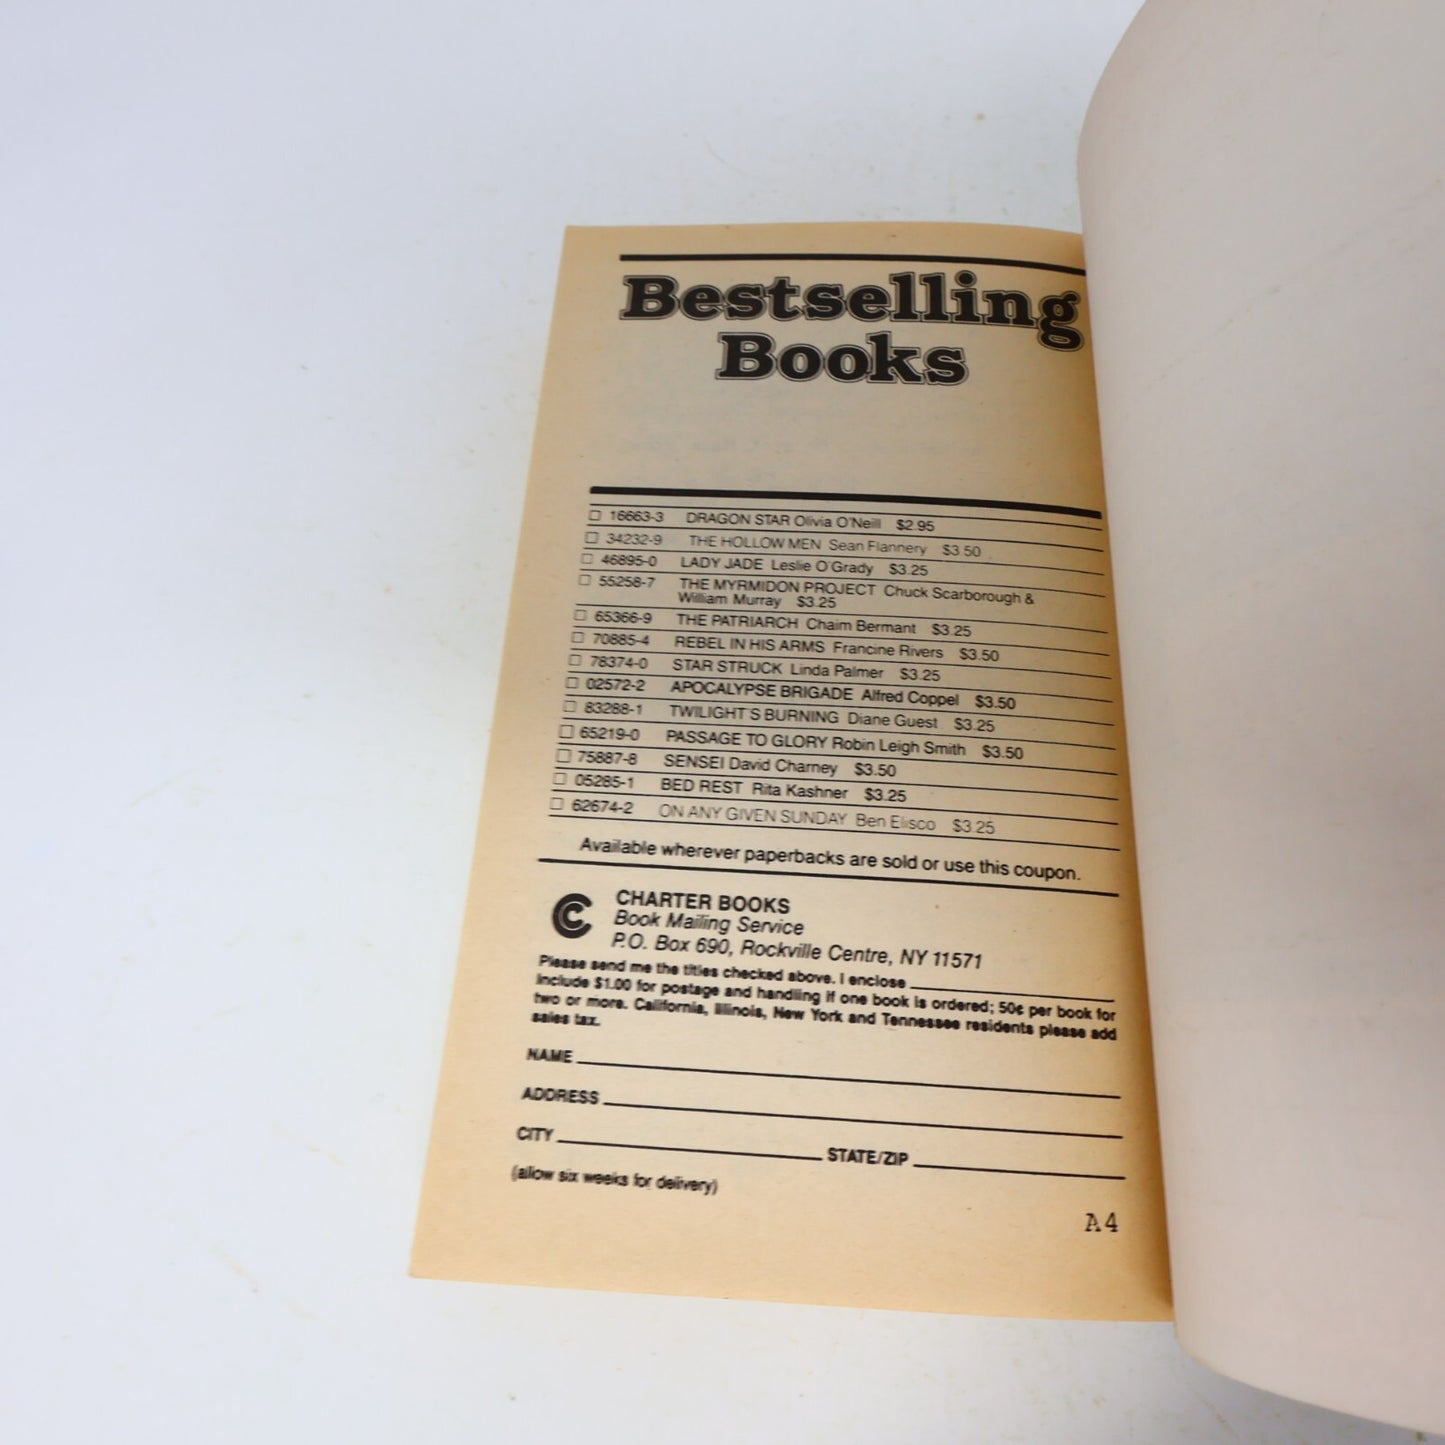 Bestselling
Books
□ 16663-3 DRAGON STAR Olivia O'Neill $2.95
□ 34232-9 THE HOLLOW MEN Sean Flannery $3.50
□ 46895-0 LADY JADE Leslie O'Grady $3.25
□ 55258-7 THE MYRMIDON PROJECT Chuck Scarborough &
William Murray $3.25
□ 65366-9 THE PATRIARCH Chaim Bermant $3.25
□ 70885-4 REBEL IN HIS ARMS Francine Rivers $3.50
□ 78374-0 STAR STRUCK Linda Palmer $3.25
□ 02572-2 APOCALYPSE BRIGADE Alfred Coppel $3.50
□ 83288-1 TWILIGHT'S BURNING Diane Guest $3.25
□ 65219-0 PASSAGE TO GLORY Robin Leigh Smith $3.50
□ 75887-8 SENSEI David Charney $3.50
□ 05285-1 BED REST Rita Kashner $3.25
□ 62674-2 ON ANY GIVEN SUNDAY Ben Elisco $3.25
Available wherever paperbacks are sold or use this coupon.
CHARTER BOOKS
Book Mailing Service
P.O. Box 690, Rockville Centre, NY 11571
Please send me the titles checked above. I enclose
Include $1.00 for postage and handling if one book is ordered; 50¢ per book for
two or more. California, Illinois, New York and Tennessee residents please add
sales tax.
NAME
ADDRESS
CITY STATE/ZIP
(allow six weeks for delivery)
A4